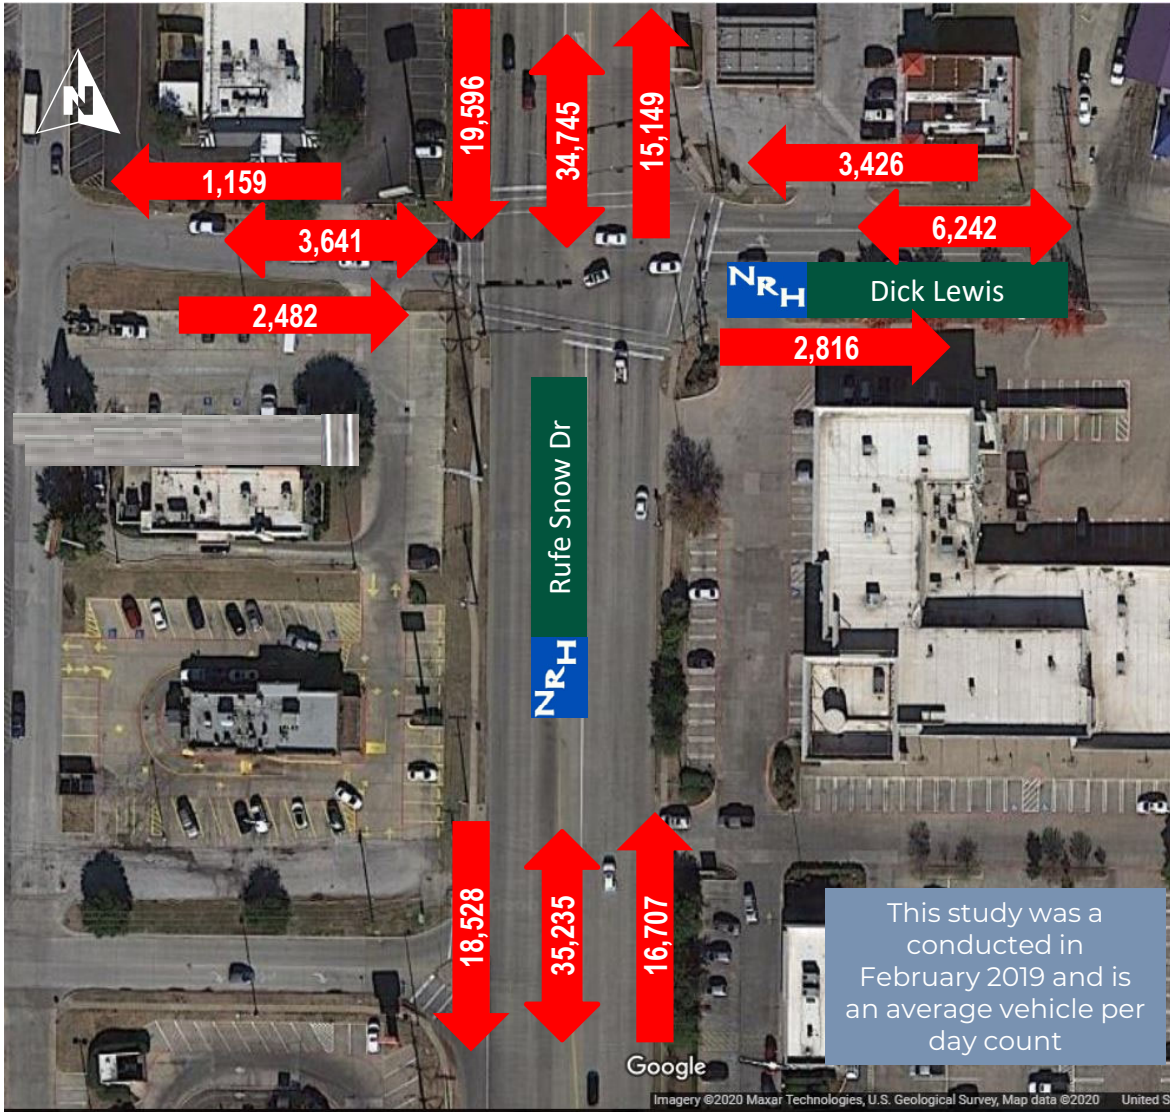 N
19,596
34,745
15,149
1,159
3,426
3,641
6,242
NRH
Dick Lewis
2,482
2,816
Rufe Snow Dr
NRH
18,528
35,235
16,707
This study was a
conducted in
February 2019 and is
an average vehicle per
day count
Google
Imagery ©2020 Maxar Technologies, U.S. Geological Survey, Map data ©2020
United S